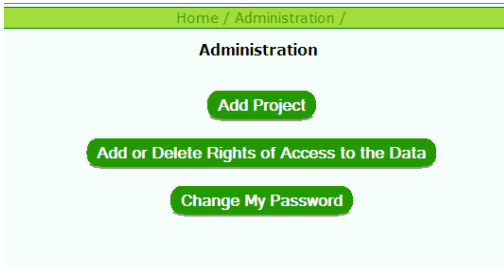 Home / Administration /
Administration
Add Project
Add or Delete Rights of Access to the Data
Change My Password